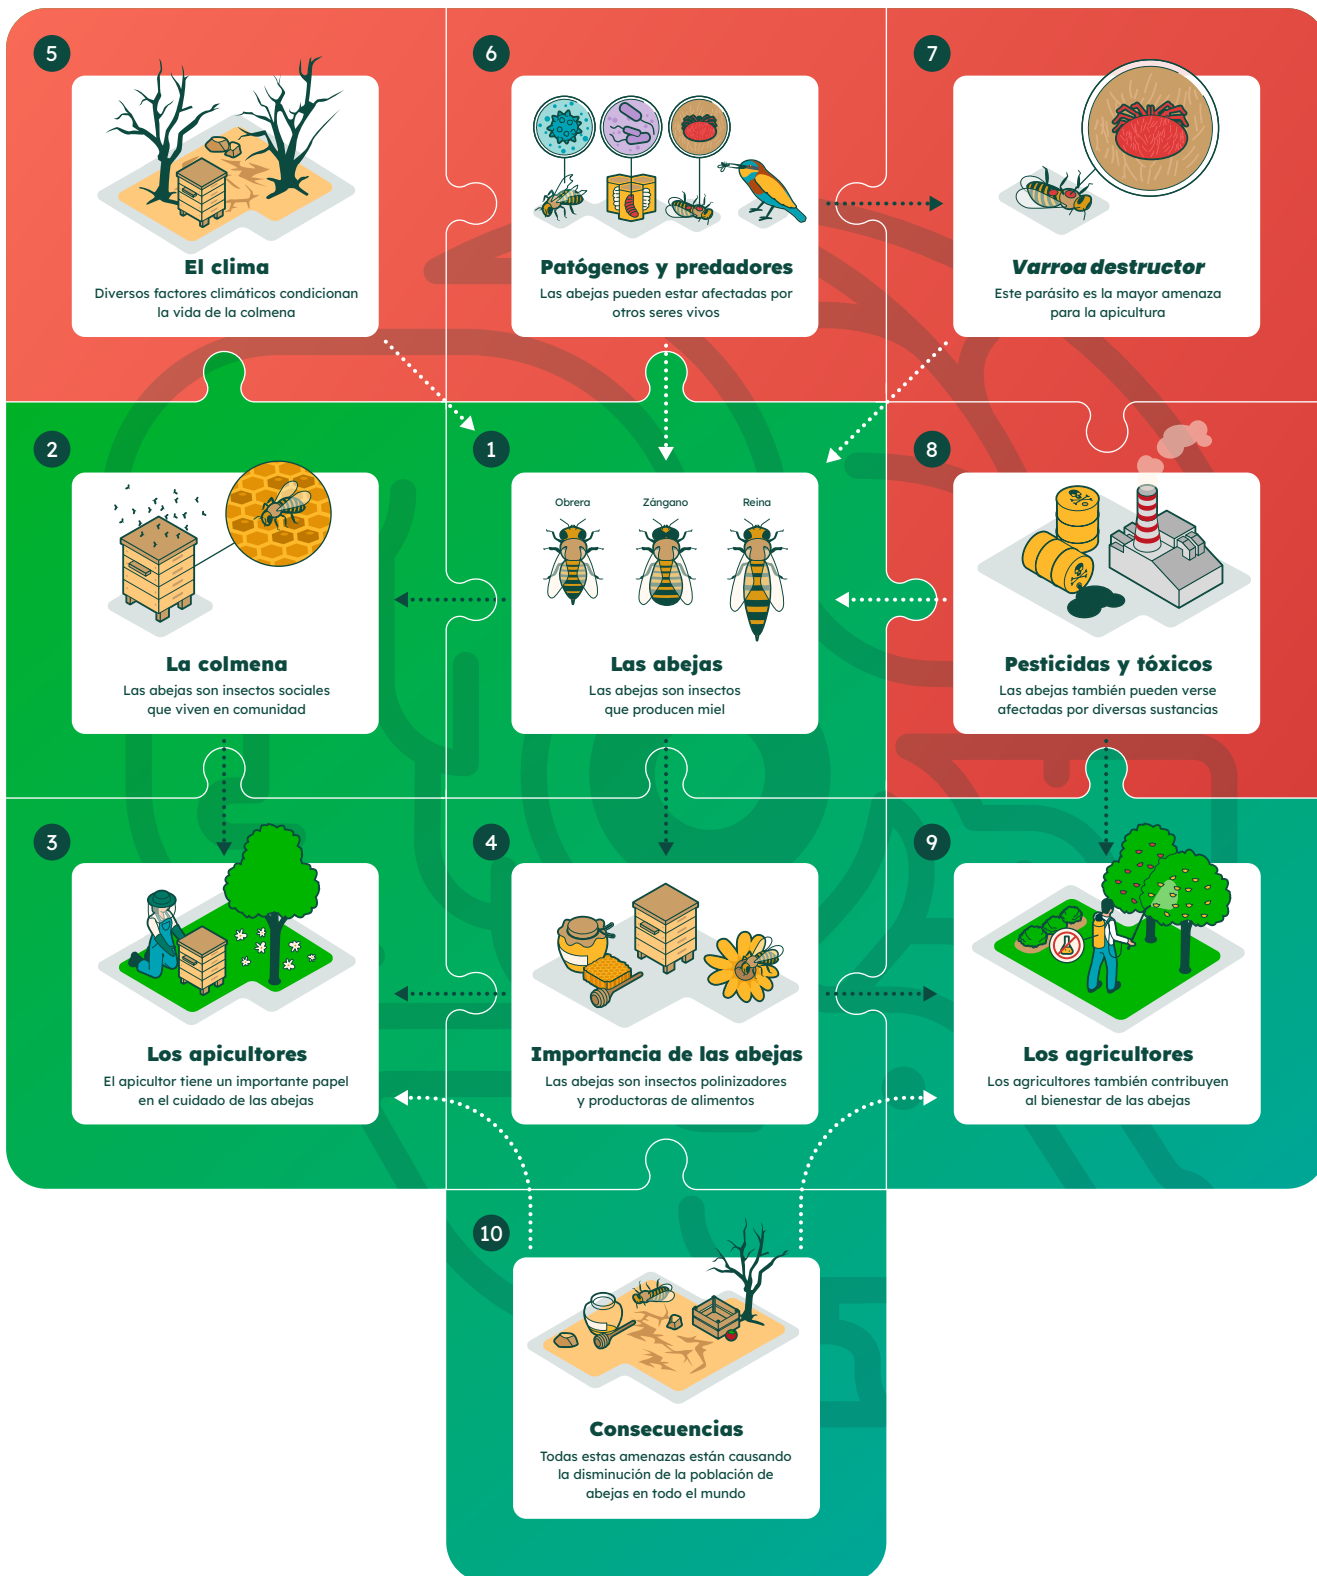 5
El clima
Diversos factores climáticos condicionan
la vida de la colmena
6
Patógenos y predadores
Las abejas pueden estar afectadas por
otros seres vivos
7
Varroa destructor
Este parásito es la mayor amenaza
para la apicultura
2
La colmena
Las abejas son insectos sociales
que viven en comunidad
1
Obrera
Zángano
Reina
Las abejas
Las abejas son insectos
que producen miel
8
Pesticidas y tóxicos
Las abejas también pueden verse
afectadas por diversas sustancias
3
Los apicultores
El apicultor tiene un importante papel
en el cuidado de las abejas
4
Importancia de las abejas
Las abejas son insectos polinizadores
y productoras de alimentos
9
Los agricultores
Los agricultores también contribuyen
al bienestar de las abejas
10
Consecuencias
Todas estas amenazas están causando
la disminución de la población de
abejas en todo el mundo